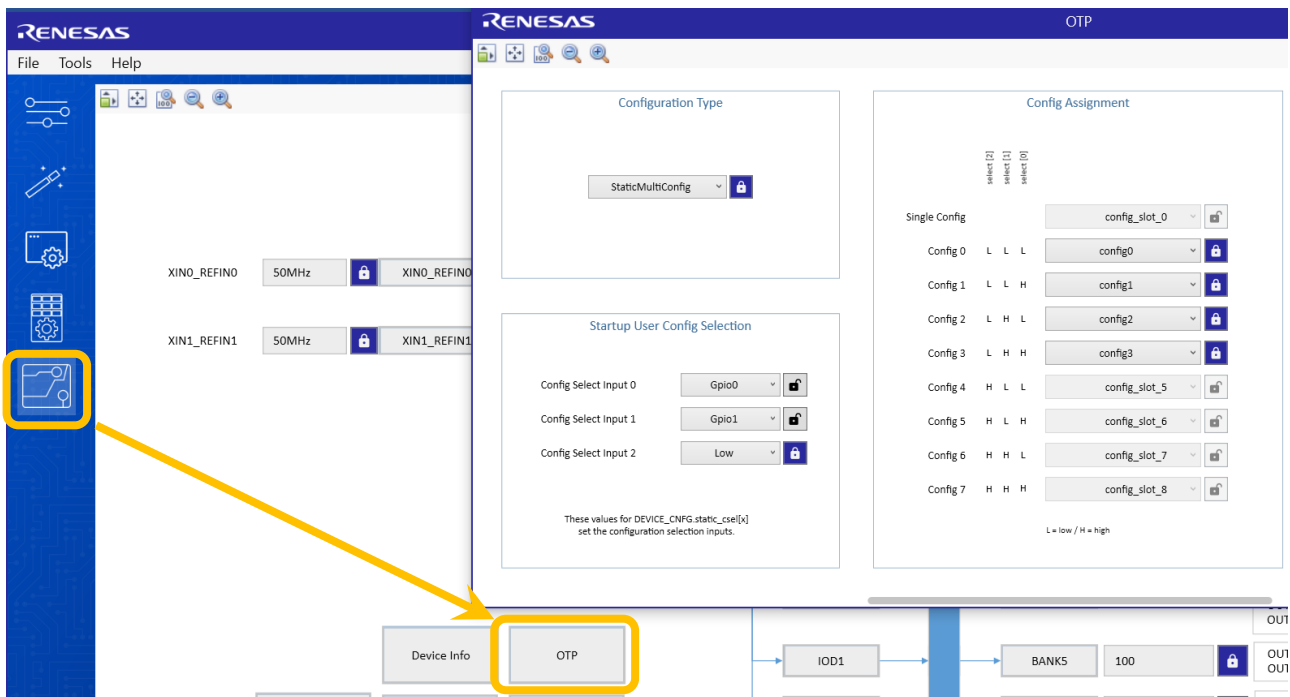 RENESAS
File Tools Help
XIN0_REFIN0 50MHz XIN0_REFIN0
XIN1_REFIN1 50MHz XIN1_REFIN1
RENESAS OTP
Configuration Type
StaticMultiConfig
Startup User Config Selection
Config Select Input 0 Gpio0
Config Select Input 1 Gpio1
Config Select Input 2 Low
These values for DEVICE_CNFG.static_csel[x]
set the configuration selection inputs.
Config Assignment
select [2] select [1] select [0]
Single Config config_slot_0
Config 0 L L L config0
Config 1 L L H config1
Config 2 L H L config2
Config 3 L H H config3
Config 4 H L L config_slot_5
Config 5 H L H config_slot_6
Config 6 H H L config_slot_7
Config 7 H H H config_slot_8
L = low / H = high
Device Info OTP
OUT
IOD1 BANK5 100 OUT
OUT